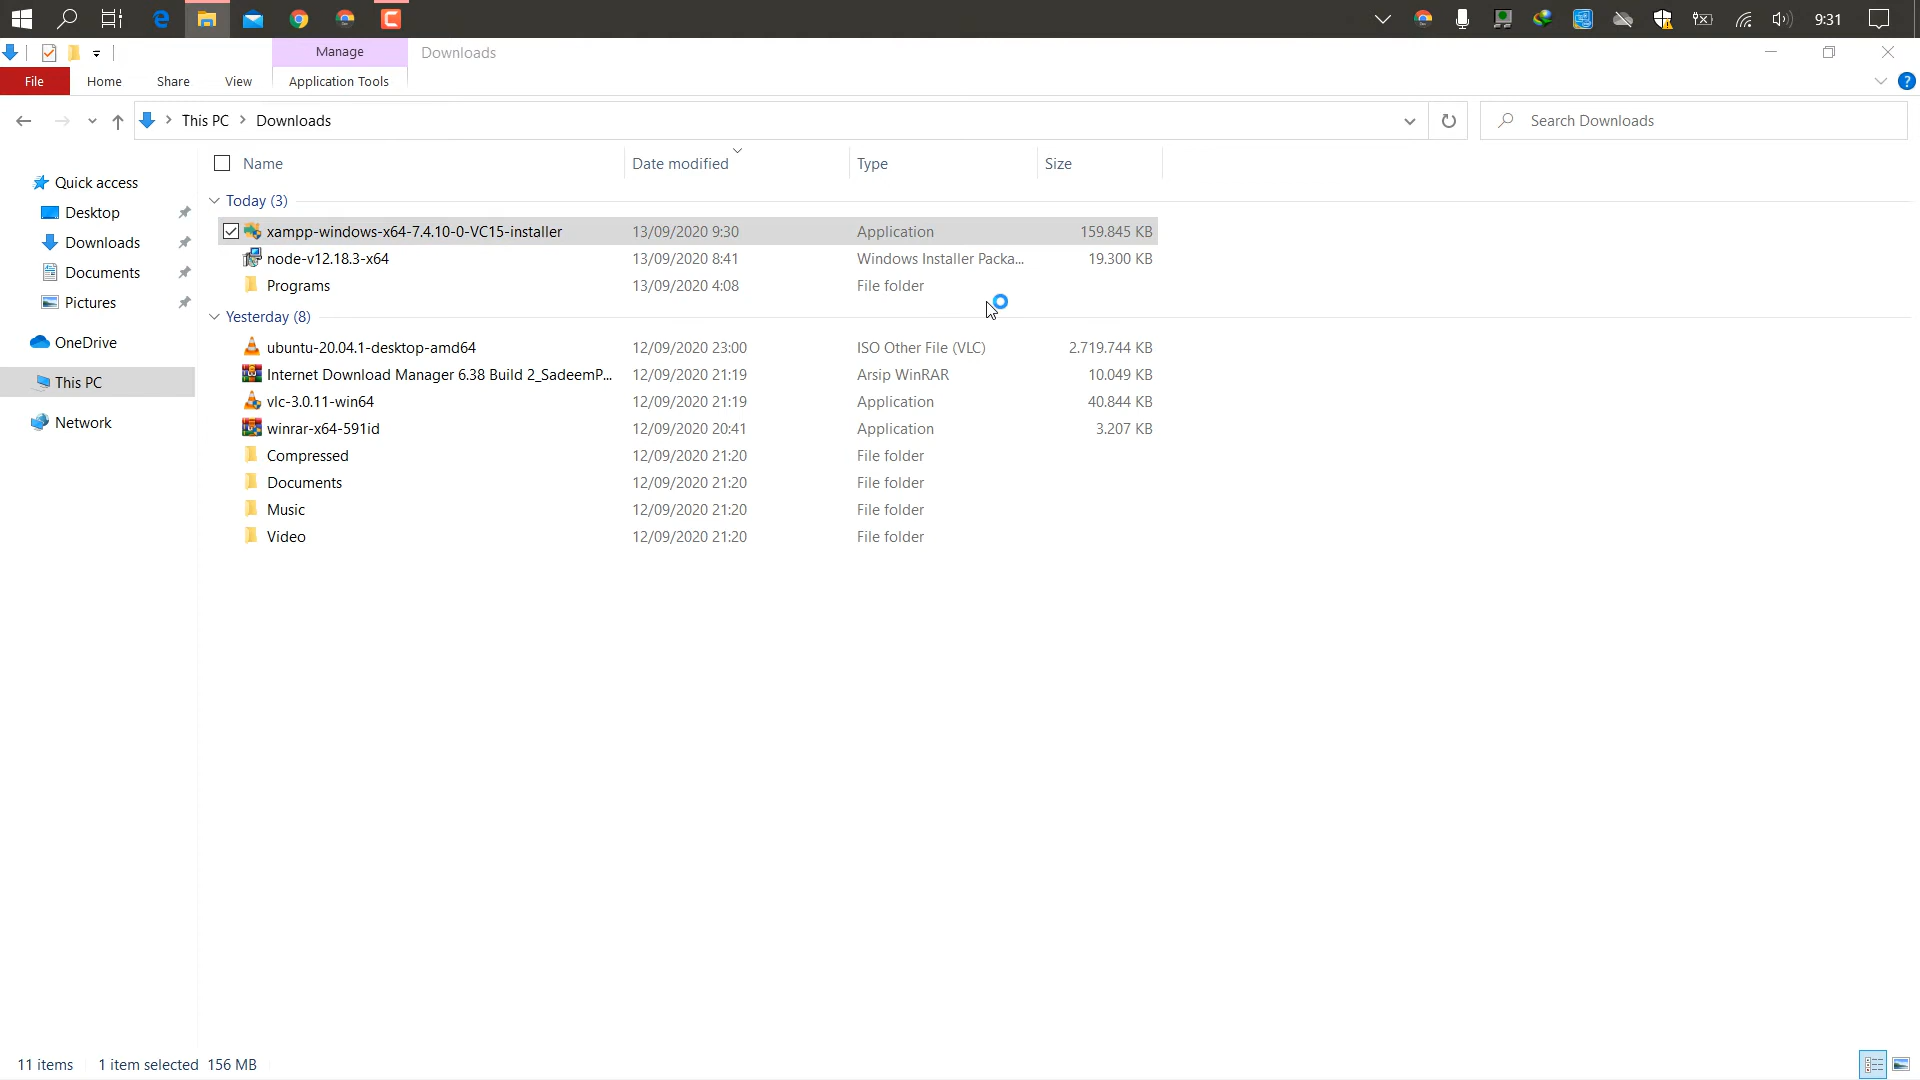 9:31
Manage Downloads
File Home Share View Application Tools
This PC Downloads Search Downloads
Name Date modified Type Size
Quick access
Desktop
Downloads
Documents
Pictures
OneDrive
This PC
Network
Today (3)
xampp-windows-x64-7.4.10-0-VC15-installer 13/09/2020 9:30 Application 159.845 KB
node-v12.18.3-x64 13/09/2020 8:41 Windows Installer Packa... 19.300 KB
Programs 13/09/2020 4:08 File folder
Yesterday (8)
ubuntu-20.04.1-desktop-amd64 12/09/2020 23:00 ISO Other File (VLC) 2.719.744 KB
Internet Download Manager 6.38 Build 2_SadeemP... 12/09/2020 21:19 Arsip WinRAR 10.049 KB
vlc-3.0.11-win64 12/09/2020 21:19 Application 40.844 KB
winrar-x64-591id 12/09/2020 20:41 Application 3.207 KB
Compressed 12/09/2020 21:20 File folder
Documents 12/09/2020 21:20 File folder
Music 12/09/2020 21:20 File folder
Video 12/09/2020 21:20 File folder
11 items 1 item selected 156 MB